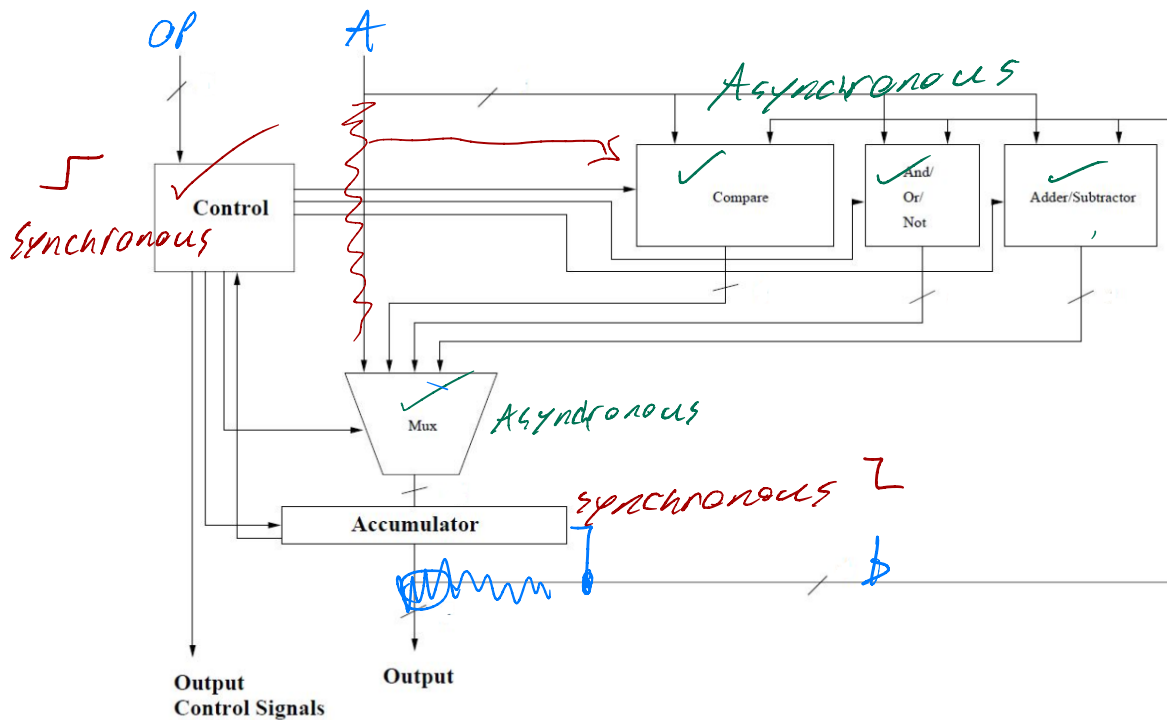 OP
A
Asynchronous
Control
Synchronous
Compare
And/
Or/
Not
Adder/Subtractor
Mux
Asynchronous
Synchronous
Accumulator
b
Output
Output
Control Signals